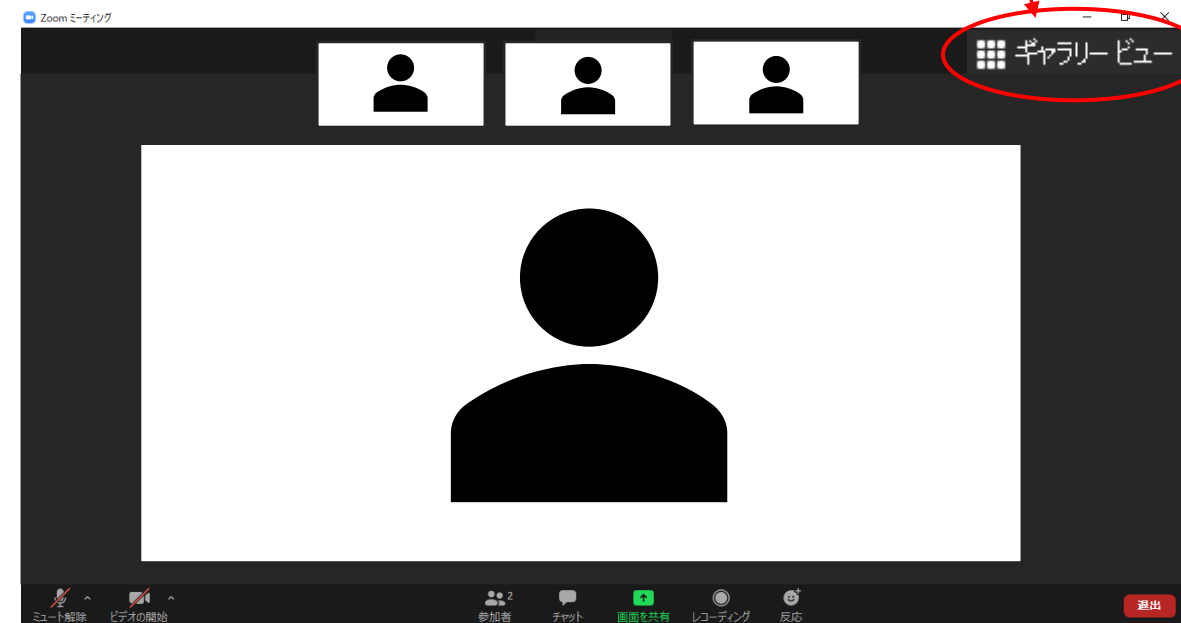 Zoom ミーティング
ギャラリー ビュー
2
ミュート解除
ビデオの開始
参加者
チャット
画面を共有
レコーディング
反応
退出